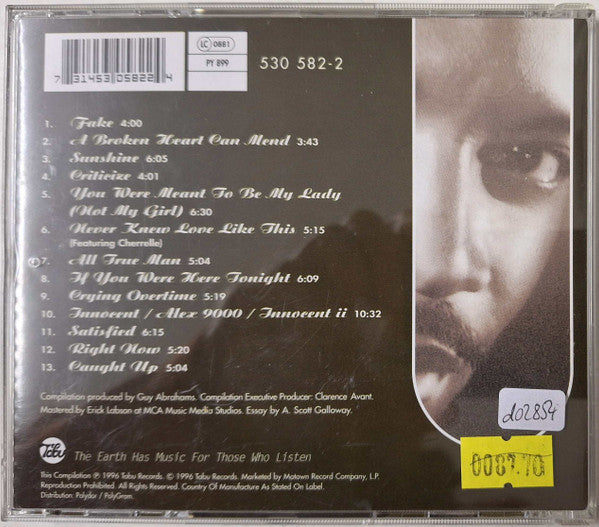 LC 0881
PY 899
530 582-2
7 31453 05822 4
1. Fake 4:00
2. A Broken Heart Can Mend 3:43
3. Sunshine 6:05
4. Criticize 4:01
5. You Were Meant To Be My Lady
(Not My Girl) 6:30
6. Never Knew Love Like This 5:15
(Featuring Cherrelle)
7. All True Man 5:04
8. If You Were Here Tonight 6:09
9. Crying Overtime 5:19
10. Innocent / Alex 9000 / Innocent ii 10:32
11. Satisfied 6:15
12. Right Now 5:20
13. Caught Up 5:04
Compilation produced by Guy Abrahams. Compilation Executive Producer: Clarence Avant.
Mastered by Erick Labson at MCA Music Media Studios. Essay by A. Scott Galloway.
d02854
Tabu The Earth Has Music For Those Who Listen
0087.70
This Compilation ℗ 1996 Tabu Records. © 1996 Tabu Records. Marketed by Motown Record Company, L.P.
Reproduction Prohibited. All Rights Reserved. Country Of Manufacture As Stated On Label.
Distribution: Polydor / PolyGram.